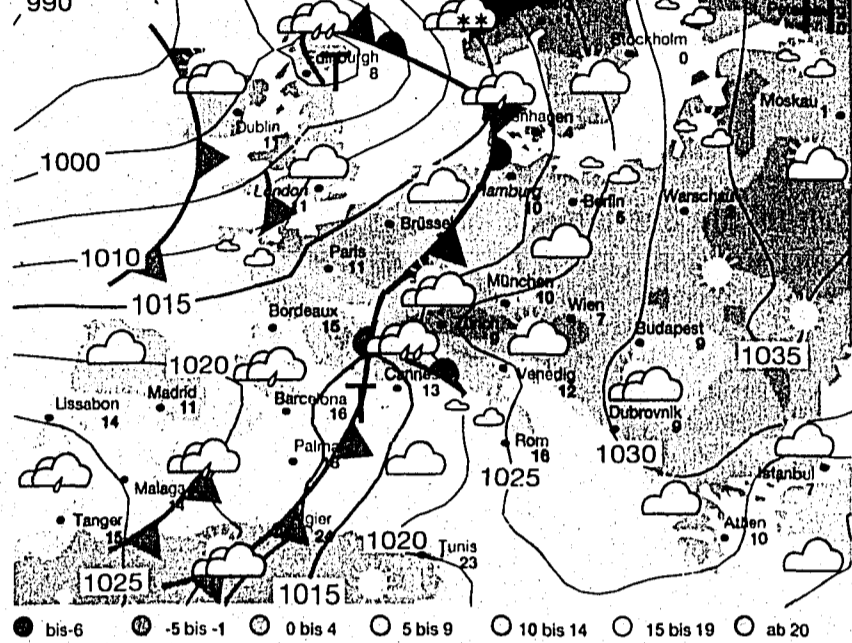 990
Stockholm
0
Edinburgh
8
Moskau 1
Dublin
11
1000
London
11
Hamburg
10
Berlin
5
Warschau
Brüssel
1010
Paris
11
1015
München
10
Bordeaux
15
Wien
7
Budapest
9
1035
1020
Cannes
13
Venedig
12
Lissabon
14
Madrid
11
Barcelona
16
Dubrovnik
9
Palma
Rom
18
1030
1025
Istanbul
7
Malaga
Tanger
15
Athen
10
1020
Tunis
23
1025
1015
bis-6
-5 bis -1
0 bis 4
5 bis 9
10 bis 14
15 bis 19
ab 20